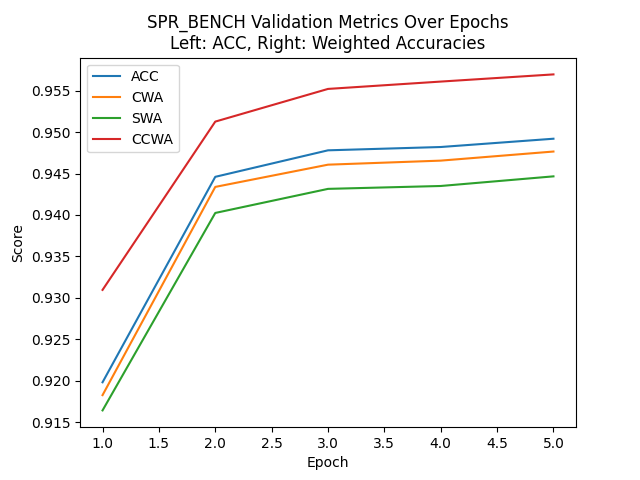 SPR_BENCH Validation Metrics Over Epochs
Left: ACC, Right: Weighted Accuracies
ACC
CWA
SWA
CCWA
Score
0.955
0.950
0.945
0.940
0.935
0.930
0.925
0.920
0.915
1.0 1.5 2.0 2.5 3.0 3.5 4.0 4.5 5.0
Epoch